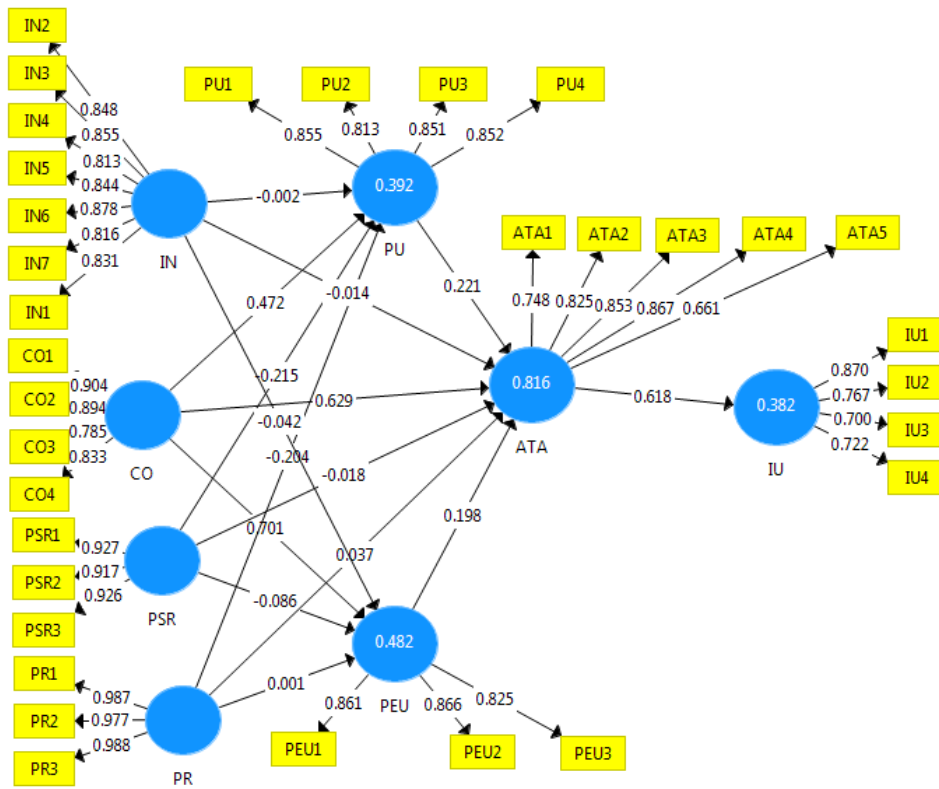 IN2
IN3
IN4
IN5
IN6
IN7
IN1
0.848
0.855
0.813
0.844
0.878
0.816
0.831
IN
PU1
PU2
PU3
PU4
0.855
0.813
0.851
0.852
0.392
PU
-0.002
-0.014
0.472
0.221
ATA1
ATA2
ATA3
ATA4
ATA5
0.748
0.825
0.853
0.867
0.661
0.816
ATA
CO1
CO2
CO3
CO4
0.904
0.894
0.785
0.833
CO
-0.215
0.629
-0.042
-0.204
-0.018
0.618
IU1
IU2
IU3
IU4
0.870
0.767
0.700
0.722
0.382
IU
PSR1
PSR2
PSR3
0.927
0.917
0.926
PSR
0.701
0.037
0.198
-0.086
0.001
0.482
PEU
PR1
PR2
PR3
0.987
0.977
0.988
PR
0.861
0.866
0.825
PEU1
PEU2
PEU3